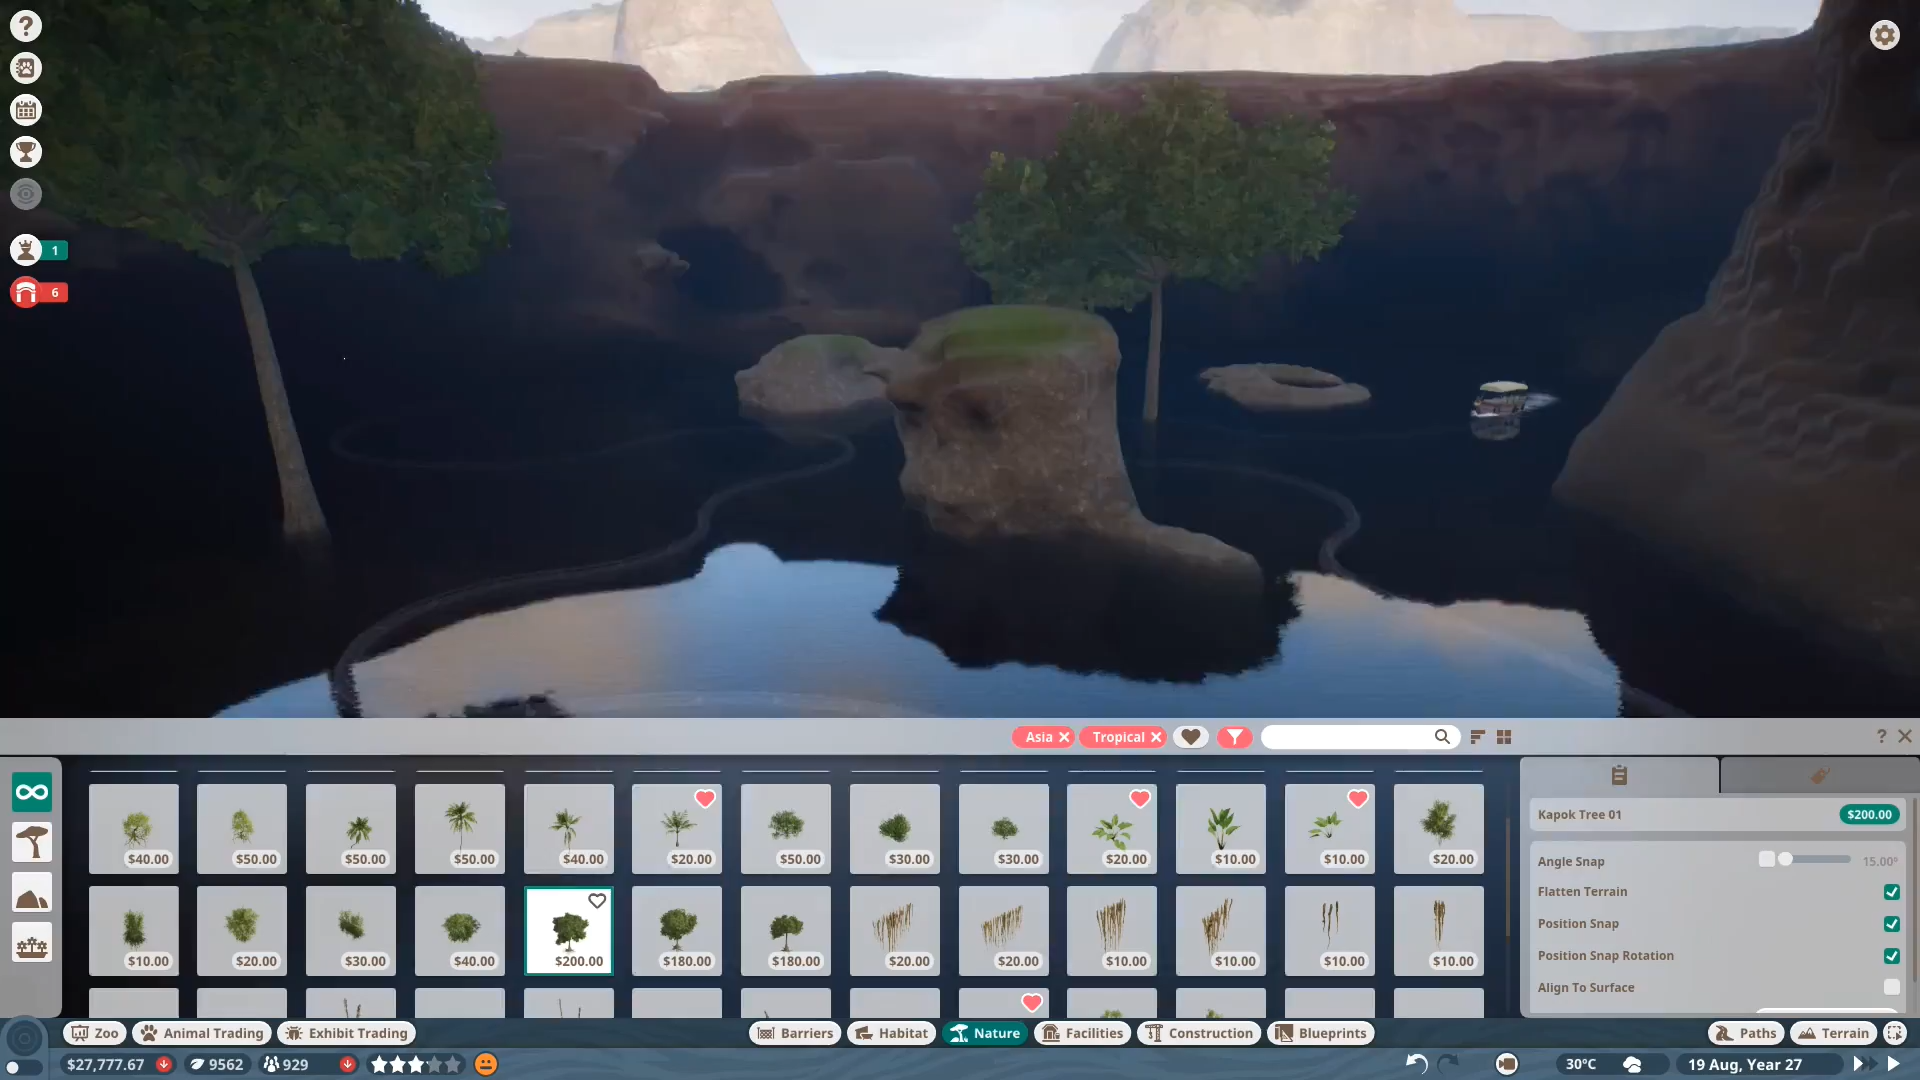 ?
1
6
Asia ×
Tropical ×
?
$40.00 $50.00 $50.00 $50.00 $40.00 $20.00 $50.00 $30.00 $30.00 $20.00 $10.00 $10.00 $20.00
$10.00 $20.00 $30.00 $40.00 $200.00 $180.00 $180.00 $20.00 $20.00 $10.00 $10.00 $10.00 $10.00
Kapok Tree 01 $200.00
Angle Snap 15.00°
Flatten Terrain
Position Snap
Position Snap Rotation
Align To Surface
Zoo Animal Trading Exhibit Trading Barriers Habitat Nature Facilities Construction Blueprints Paths Terrain
$27,777.67 9562 929 30°C 19 Aug, Year 27